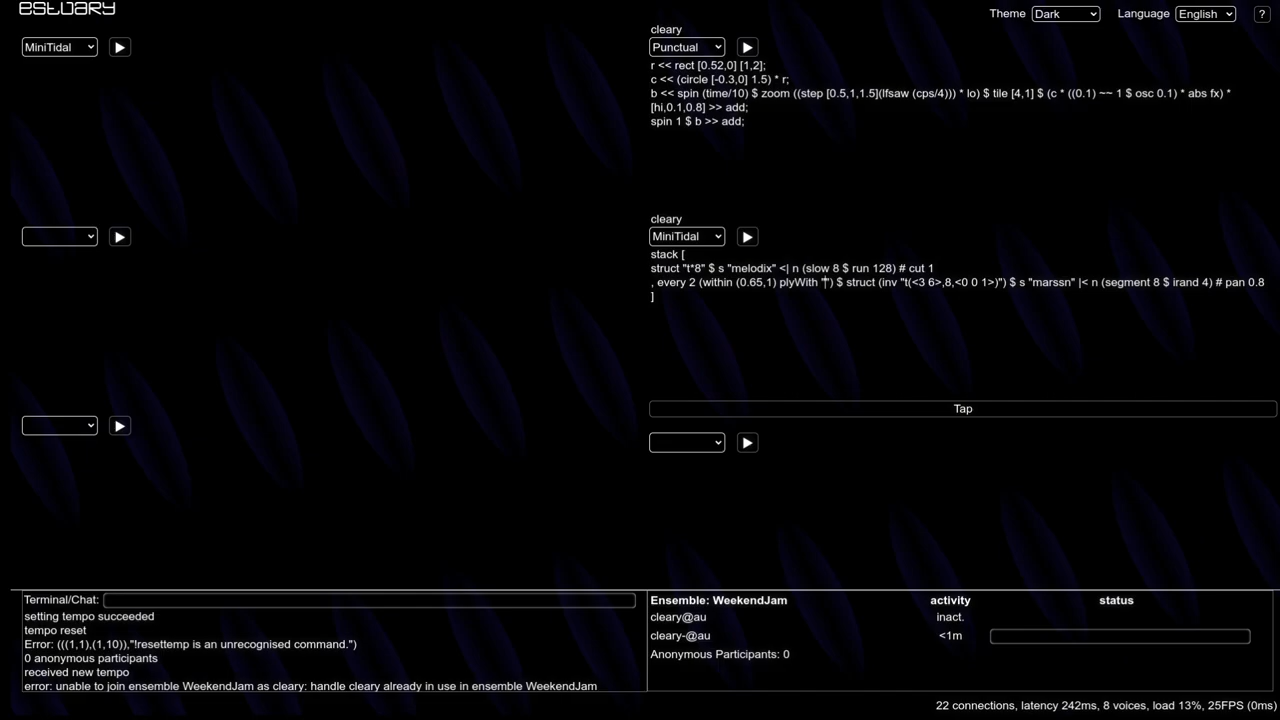 estuary
Theme Dark Language English ?
MiniTidal
cleary
Punctual
r << rect [0.52,0] [1,2];
c << (circle [-0.3,0] 1.5) * r;
b << spin (time/10) $ zoom ((step [0.5,1,1.5](lfsaw (cps/4))) * lo) $ tile [4,1] $ (c * ((0.1) ~~ 1 $ osc 0.1) * abs fx) *
[hi,0.1,0.8] >> add;
spin 1 $ b >> add;
cleary
MiniTidal
stack [
struct "t*8" $ s "melodix" <| n (slow 8 $ run 128) # cut 1
, every 2 (within (0.65,1) plyWith "") $ struct (inv "t(<3 6>,8,<0 0 1>)") $ s "marssn" |< n (segment 8 $ irand 4) # pan 0.8
]
Tap
Terminal/Chat:
setting tempo succeeded
tempo reset
Error: (((1,1),(1,10)),"!resettemp is an unrecognised command.")
0 anonymous participants
received new tempo
error: unable to join ensemble WeekendJam as cleary: handle cleary already in use in ensemble WeekendJam
Ensemble: WeekendJam activity status
cleary@au inact.
cleary-@au <1m
Anonymous Participants: 0
22 connections, latency 242ms, 8 voices, load 13%, 25FPS (0ms)